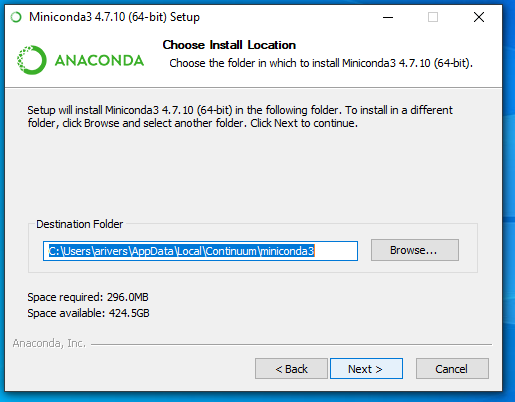 Miniconda3 4.7.10 (64-bit) Setup
ANACONDA
Choose Install Location
Choose the folder in which to install Miniconda3 4.7.10 (64-bit).
Setup will install Miniconda3 4.7.10 (64-bit) in the following folder. To install in a different
folder, click Browse and select another folder. Click Next to continue.
Destination Folder
C:\Users\arivers\AppData\Local\Continuum\miniconda3
Browse...
Space required: 296.0MB
Space available: 424.5GB
Anaconda, Inc.
< Back
Next >
Cancel